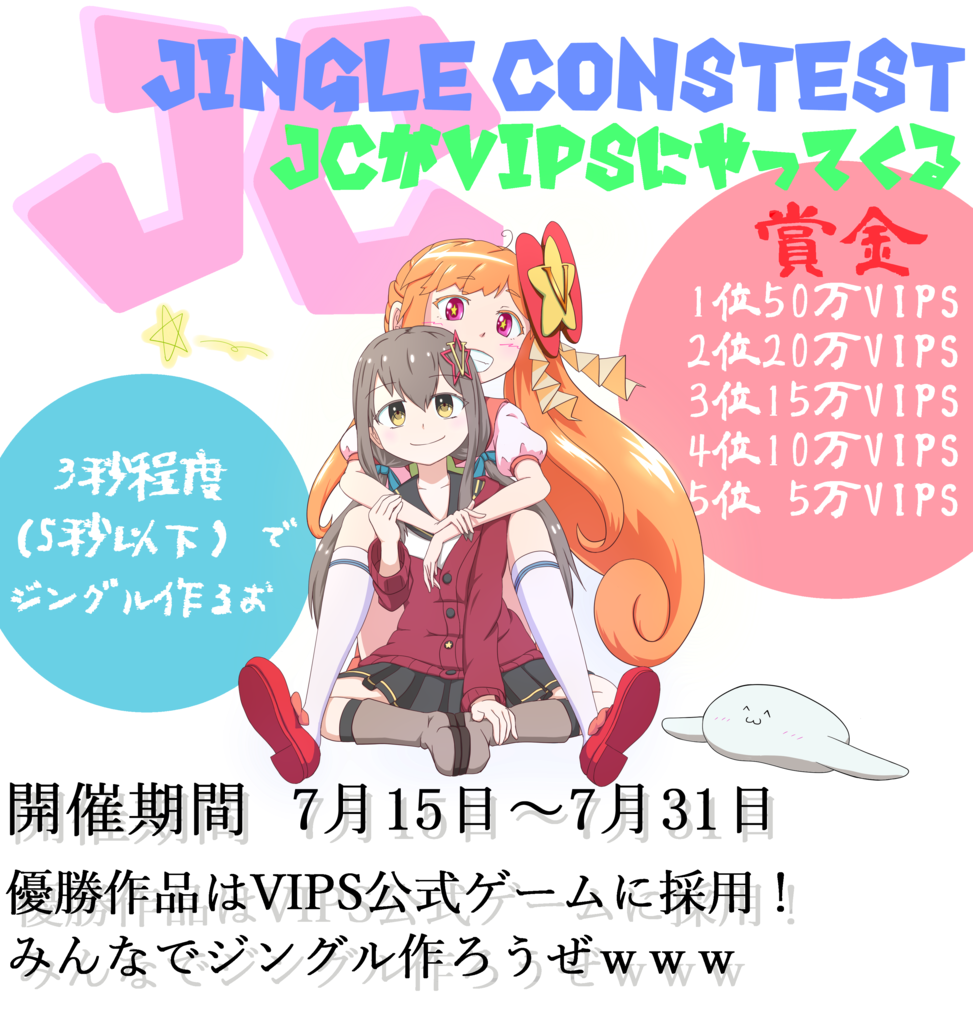 JC
JINGLE CONSTEST
JCがVIPSにやってくる
賞金
1位50万VIPS
2位20万VIPS
3位15万VIPS
4位10万VIPS
5位 5万VIPS
V
V
3秒程度
(5秒以下) で
ジングル作るお
開催期間 7月15日～7月31日
優勝作品はVIPS公式ゲームに採用!
みんなでジングル作ろうぜｗｗｗ